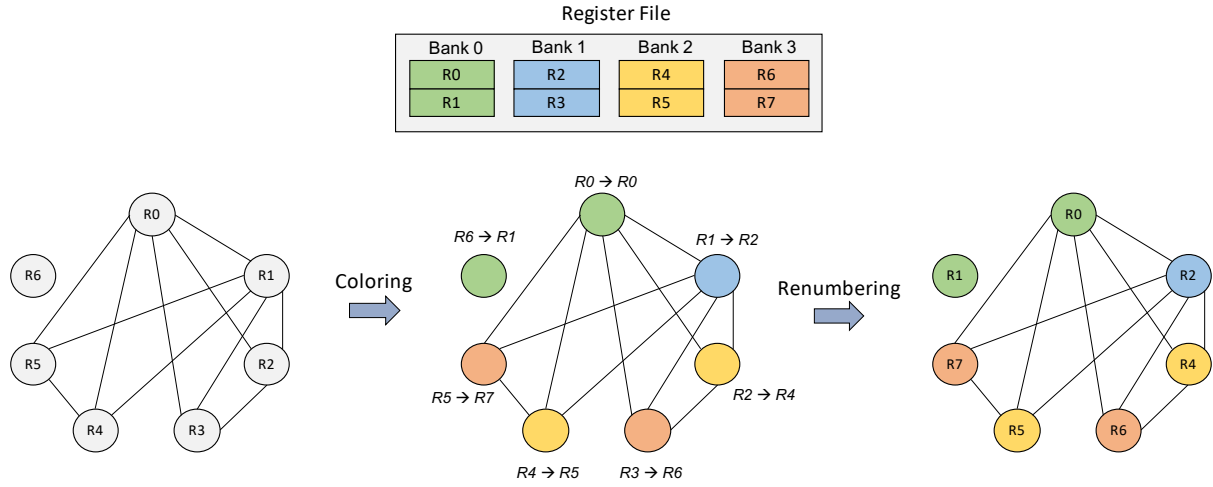 Register File
Bank 0 Bank 1 Bank 2 Bank 3
R0 R2 R4 R6
R1 R3 R5 R7
R0
R6
R1
R5
R2
R4
R3
Coloring
R0 → R0
R6 → R1
R1 → R2
R5 → R7
R2 → R4
R4 → R5
R3 → R6
Renumbering
R0
R1
R2
R7
R4
R5
R6